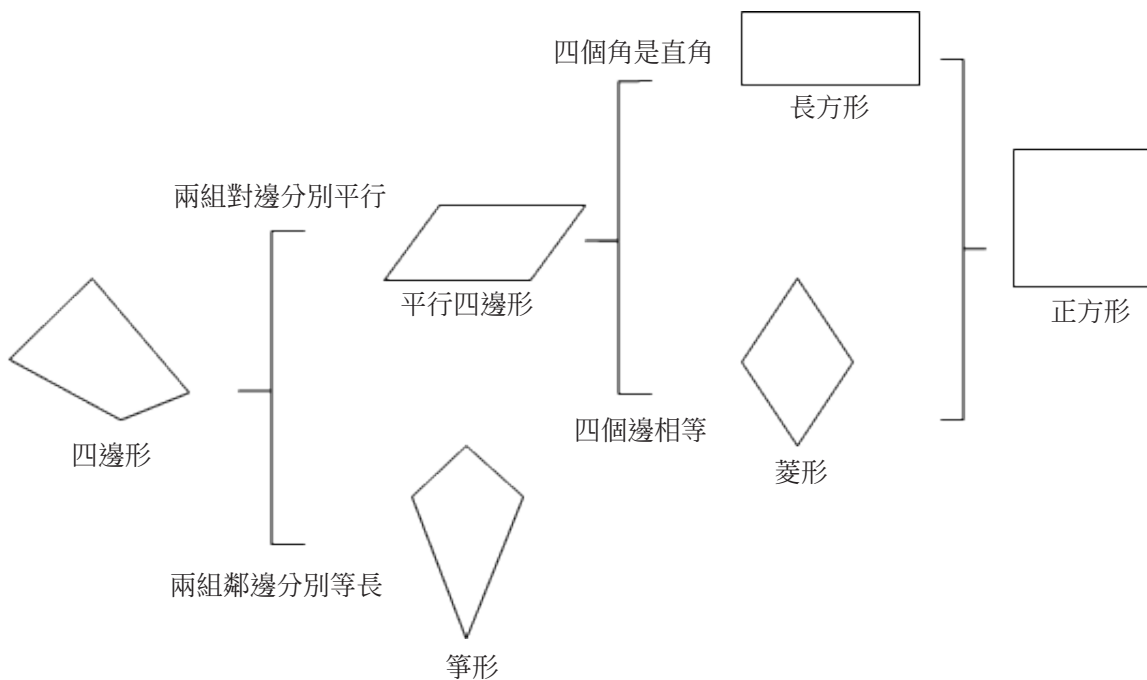 四個角是直角
長方形
兩組對邊分別平行
平行四邊形
正方形
四邊形
四個邊相等
菱形
兩組鄰邊分別等長
箏形